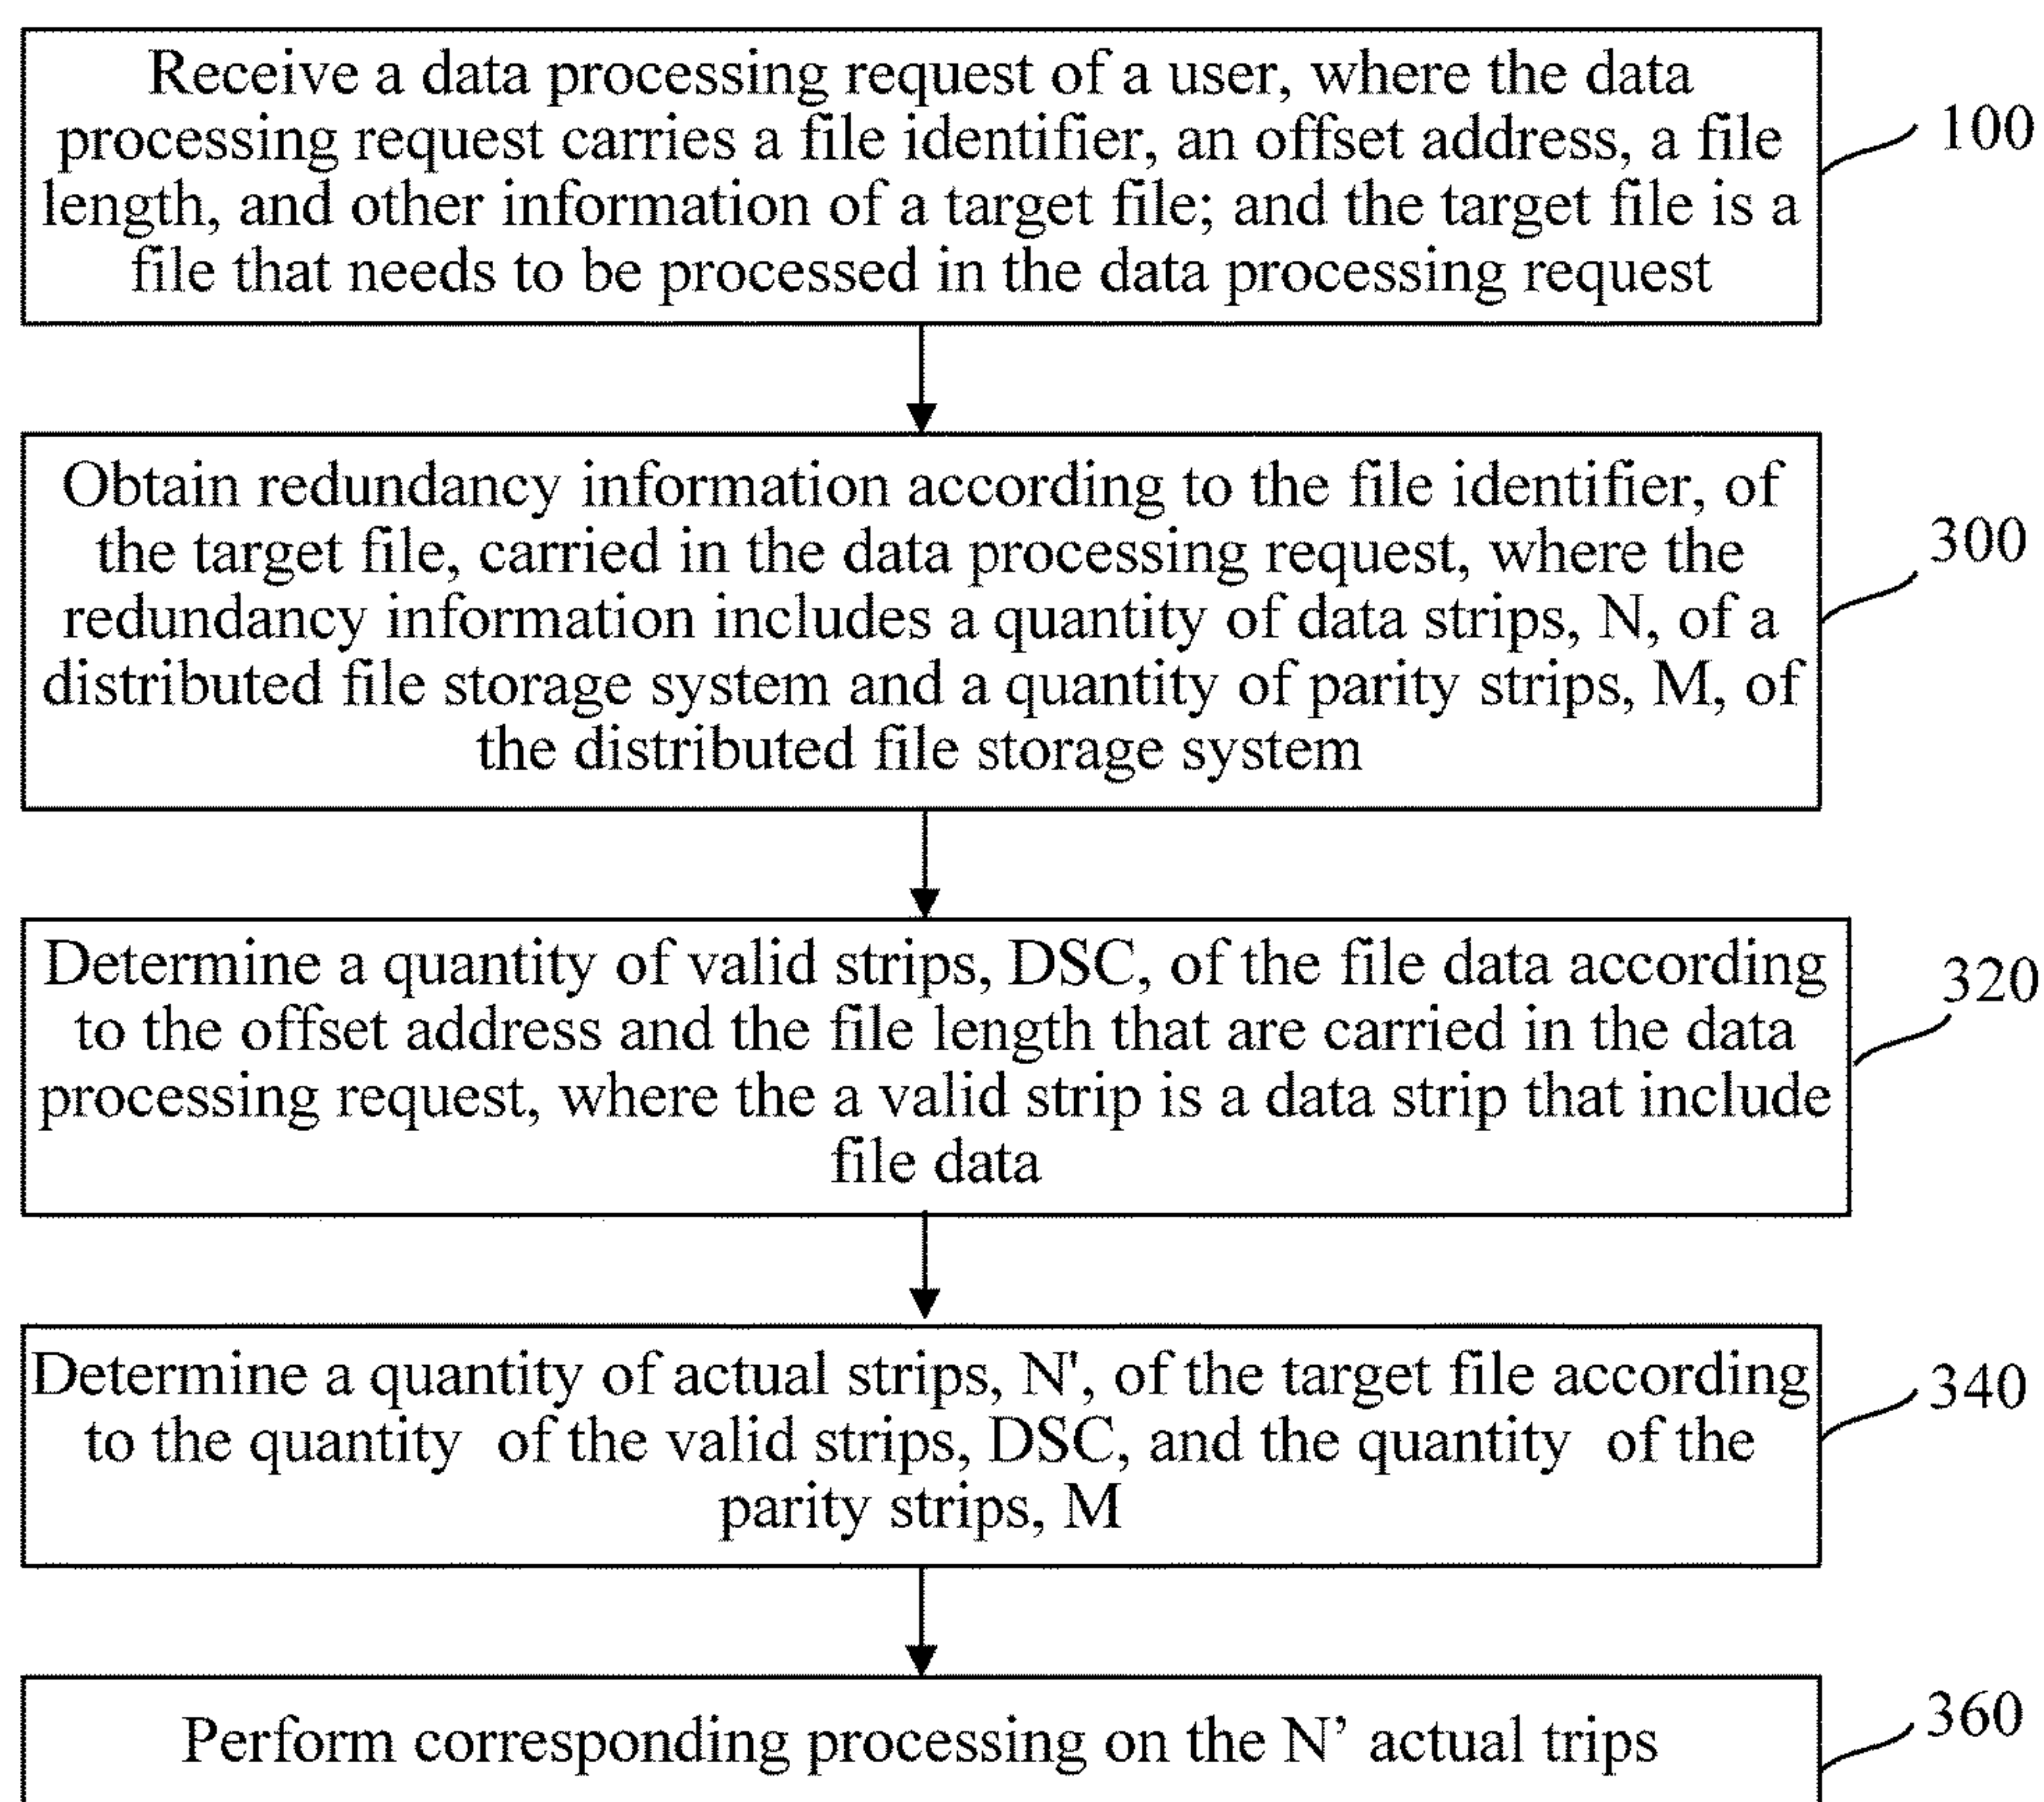 Receive a data processing request of a user, where the data
processing request carries a file identifier, an offset address, a file
length, and other information of a target file; and the target file is a
file that needs to be processed in the data processing request
100
Obtain redundancy information according to the file identifier, of
the target file, carried in the data processing request, where the
redundancy information includes a quantity of data strips, N, of a
distributed file storage system and a quantity of parity strips, M, of
the distributed file storage system
300
Determine a quantity of valid strips, DSC, of the file data according
to the offset address and the file length that are carried in the data
processing request, where the a valid strip is a data strip that include
file data
320
Determine a quantity of actual strips, N', of the target file according
to the quantity of the valid strips, DSC, and the quantity of the
parity strips, M
340
Perform corresponding processing on the N’ actual trips
360